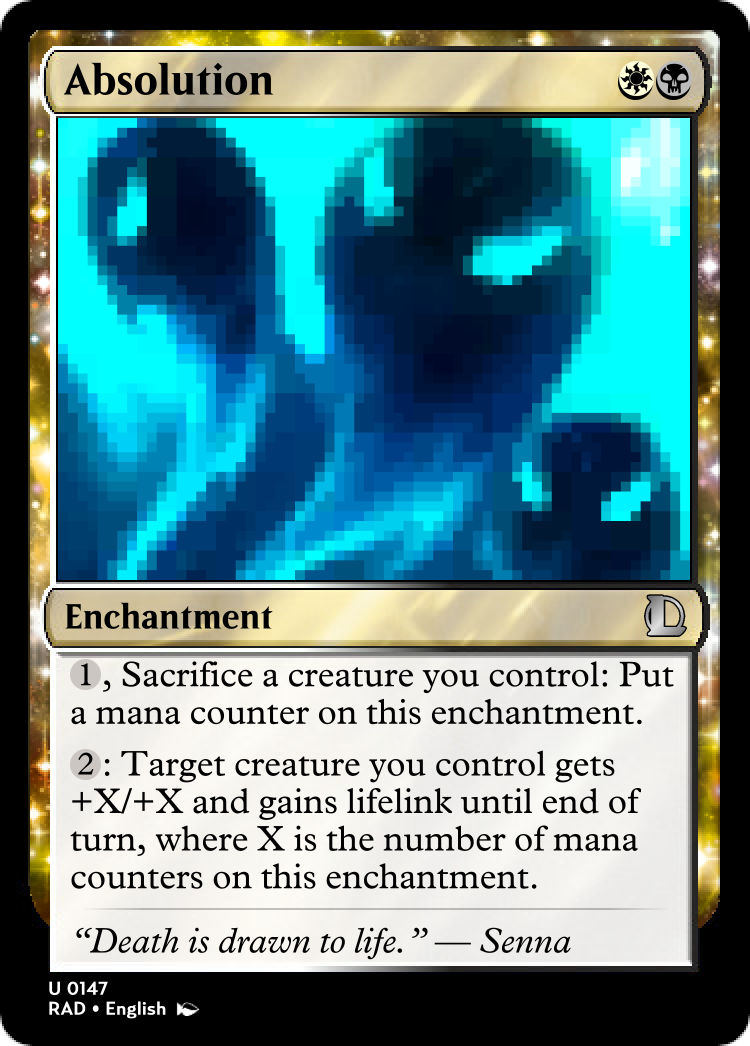 Absolution
Enchantment
1, Sacrifice a creature you control: Put
a mana counter on this enchantment.
2: Target creature you control gets
+X/+X and gains lifelink until end of
turn, where X is the number of mana
counters on this enchantment.
“Death is drawn to life.” — Senna
U 0147
RAD • English